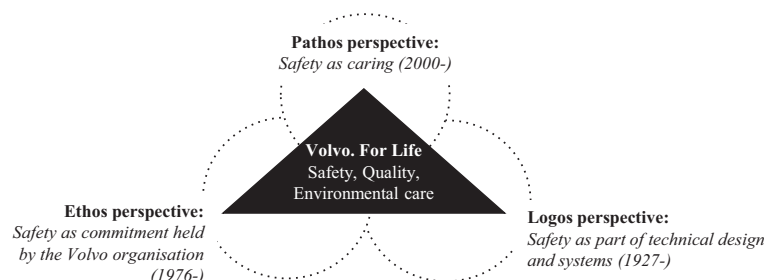 Pathos perspective:
Safety as caring (2000-)
Volvo. For Life
Safety, Quality,
Environmental care
Ethos perspective:
Safety as commitment held
by the Volvo organisation
(1976-)
Logos perspective:
Safety as part of technical design
and systems (1927-)